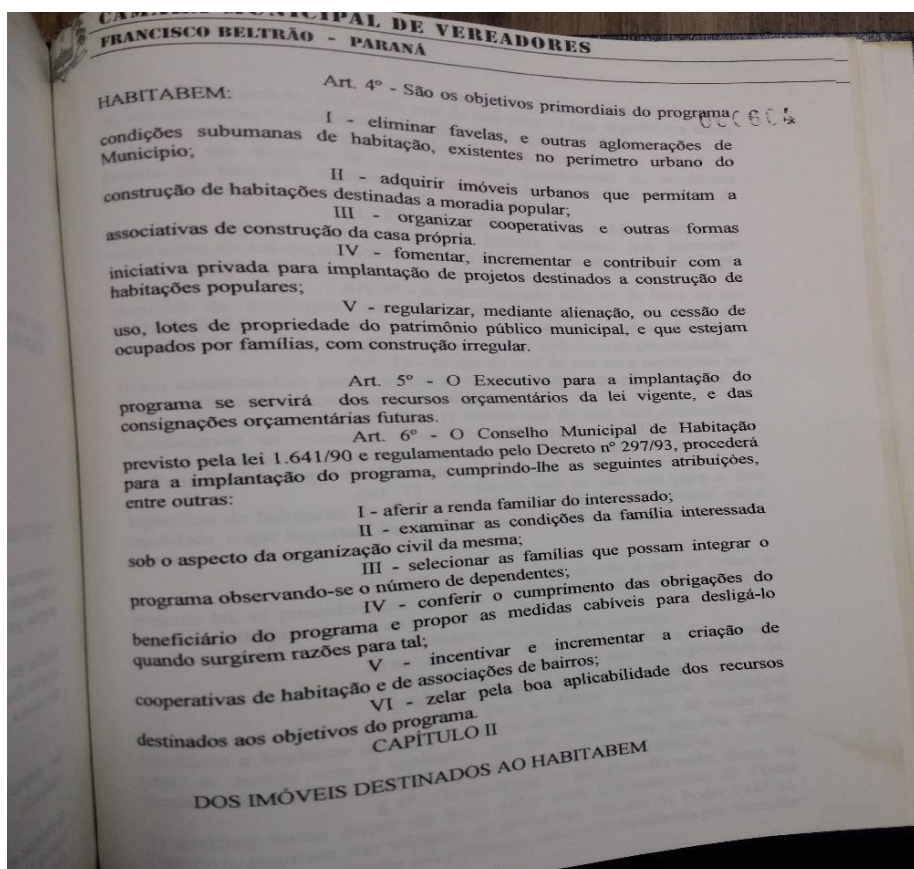 CÂMARA MUNICIPAL DE VEREADORES
FRANCISCO BELTRÃO - PARANÁ
Art. 4º - São os objetivos primordiais do programa
HABITABEM:
I - eliminar favelas, e outras aglomerações de
condições subumanas de habitação, existentes no perímetro urbano do
Município;
II - adquirir imóveis urbanos que permitam a
construção de habitações destinadas a moradia popular;
III - organizar cooperativas e outras formas
associativas de construção da casa própria.
IV - fomentar, incrementar e contribuir com a
iniciativa privada para implantação de projetos destinados a construção de
habitações populares;
V - regularizar, mediante alienação, ou cessão de
uso, lotes de propriedade do patrimônio público municipal, e que estejam
ocupados por famílias, com construção irregular.
Art. 5º - O Executivo para a implantação do
programa se servirá dos recursos orçamentários da lei vigente, e das
consignações orçamentárias futuras.
Art. 6º - O Conselho Municipal de Habitação
previsto pela lei 1.641/90 e regulamentado pelo Decreto nº 297/93, procederá
para a implantação do programa, cumprindo-lhe as seguintes atribuições,
entre outras:
I - aferir a renda familiar do interessado;
II - examinar as condições da família interessada
sob o aspecto da organização civil da mesma;
III - selecionar as famílias que possam integrar o
programa observando-se o número de dependentes;
IV - conferir o cumprimento das obrigações do
beneficiário do programa e propor as medidas cabíveis para desligá-lo
quando surgirem razões para tal;
V - incentivar e incrementar a criação de
cooperativas de habitação e de associações de bairros;
VI - zelar pela boa aplicabilidade dos recursos
destinados aos objetivos do programa.
CAPÍTULO II
DOS IMÓVEIS DESTINADOS AO HABITABEM